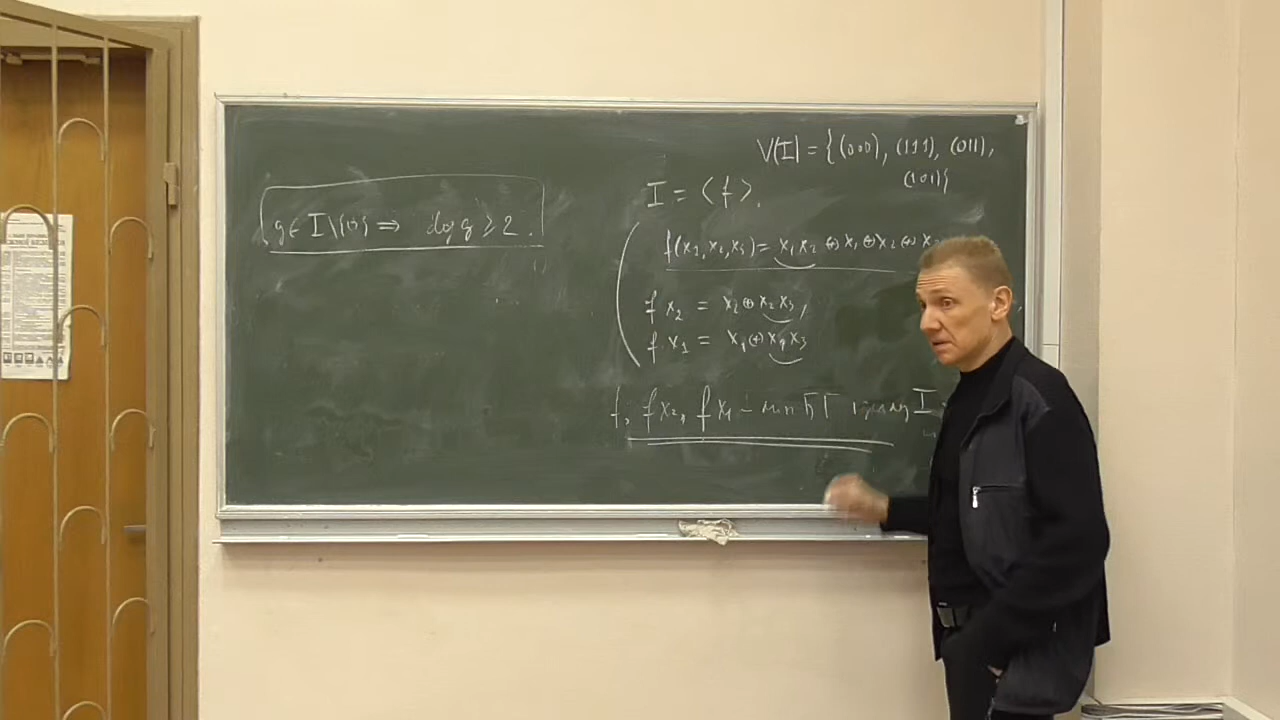 V(I) = {(000), (111), (011),
(101)}
I = ⟨f⟩.
g ∈ I\{0} ⇒ deg g ⩾ 2.
f(x₁,x₂,x₃) = x₁x₂ ⊕ x₁ ⊕ x₂ ⊕ x
f x₂ = x₂ ⊕ x₂x₃,
f · x₁ = x₁ ⊕ x₁x₃
f, f x₂, f x₁ – min БГ I